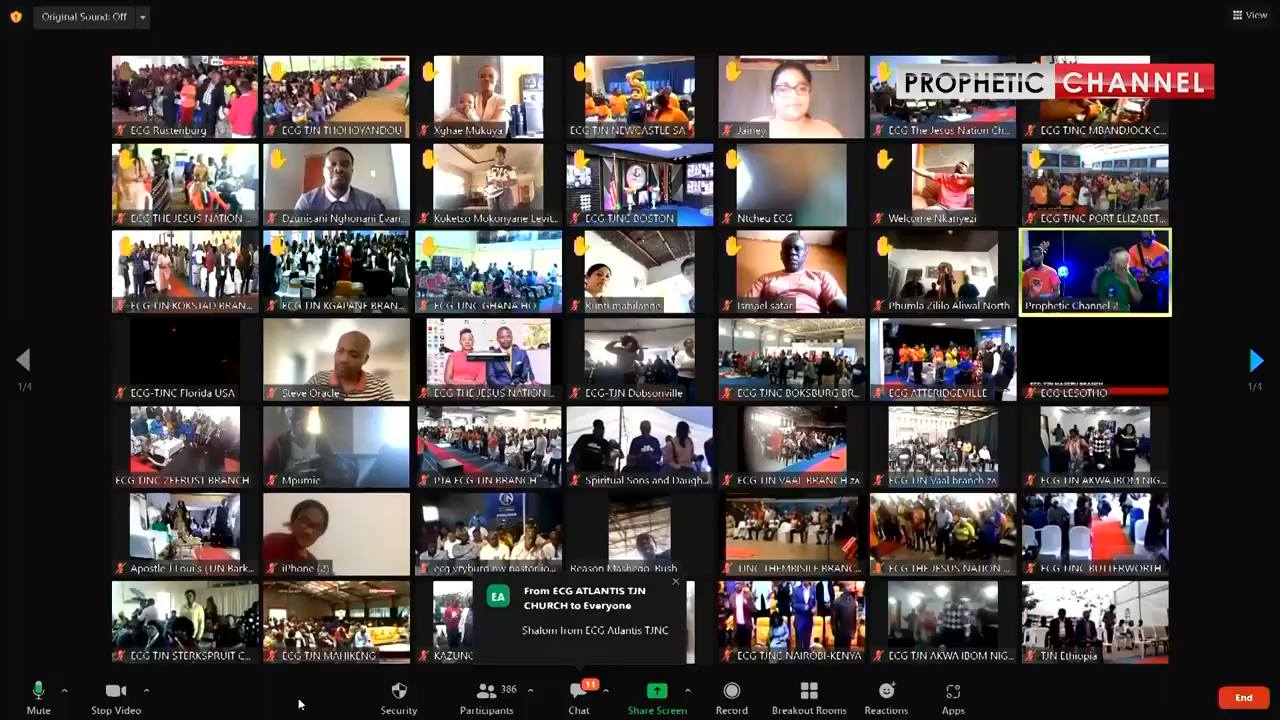 Original Sound: Off
View
PROPHETIC CHANNEL
ECG Rustenburg
ECG TJN THOHOYANDOU
Xghae Mukuya
ECG TJN NEWCASTLE SA
Jainey
ECG The Jesus Nation Ch...
ECG TJNC MBANDJOCK C...
ECG THE JESUS NATION ...
Dzunisani Nghonani Evan...
Koketso Mokonyane Levit...
ECG TJNC BOSTON
Ntcheu ECG
Welcome Nkanyezi
ECG TJNC PORT ELIZABET...
ECG-TJN KOKSTAD BRAN...
ECG TJN KGAPANE BRAN...
ECG TJNC GHANA HQ
Kunti mabilange
Ismael satar
Phumla Zililo Aliwal North
Prophetic Channel 2
1/4
ECG-TJNC Florida USA
Steve Oracle
ECG THE JESUS NATION ...
ECG-TJN Dobsonville
ECG TJNC BOKSBURG BR...
ECG ATTERIDGEVILLE
ECG LESOTHO
1/4
ECG TJNC ZEERUST BRANCH
Mpumie
PTA ECG TJN BRANCH
Spiritual Sons and Daugh...
ECG TJN VAAL BRANCH za
ECG TJN Vaal branch za
ECG TJN AKWA IBOM NIG...
Apostle J Loui's (TJN Bark...
iPhone (2)
ecg vryburg nw pastor jo...
Reason Mashego, Bush...
TJNC THEMBISILE BRANC...
ECG THE JESUS NATION ...
ECG TJNC BUTTERWORTH
ECG TJN STERKSPRUIT C...
ECG TJN MAHIKENG
KAZUNG
EA
From ECG ATLANTIS TJN
CHURCH to Everyone
Shalom from ECG Atlantis TJNC
ECG TJNC NAIROBI-KENYA
ECG TJN AKWA IBOM NIG...
TJN Ethiopia
Mute
Stop Video
Security
Participants
386
Chat
11
Share Screen
Record
Breakout Rooms
Reactions
Apps
End